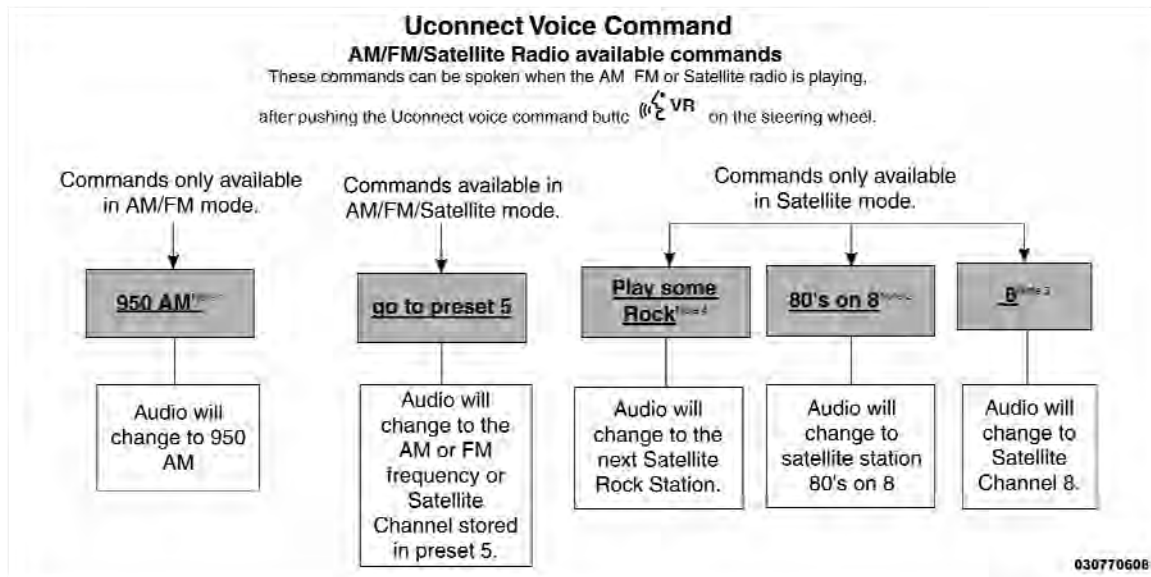 Uconnect Voice Command
AM/FM/Satellite Radio available commands
These commands can be spoken when the AM FM or Satellite radio is playing,
after pushing the Uconnect voice command butto VR on the steering wheel.
Commands only available
in AM/FM mode.
Commands available in
AM/FM/Satellite mode.
Commands only available
in Satellite mode.
950 AM
go to preset 5
Play some
Rock
80's on 8
8
Audio will
change to 950
AM
Audio will
change to the
AM or FM
frequency or
Satellite
Channel stored
in preset 5.
Audio will
change to the
next Satellite
Rock Station.
Audio will
change to
satellite station
80's on 8
Audio will
change to
Satellite
Channel 8.
030770608